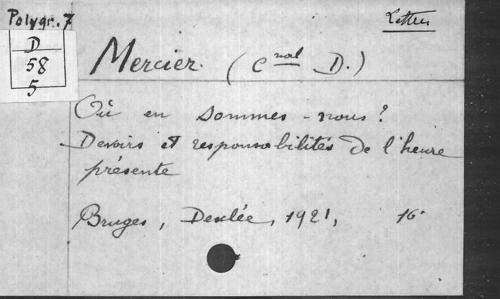 Polygr. 7
D
58
5
Lettres
Mercier. (Cnal D.)
Où en sommes-nous?
Devoirs et responsabilités de l'heure
présente
Bruges, Desclée, 1921, 16°